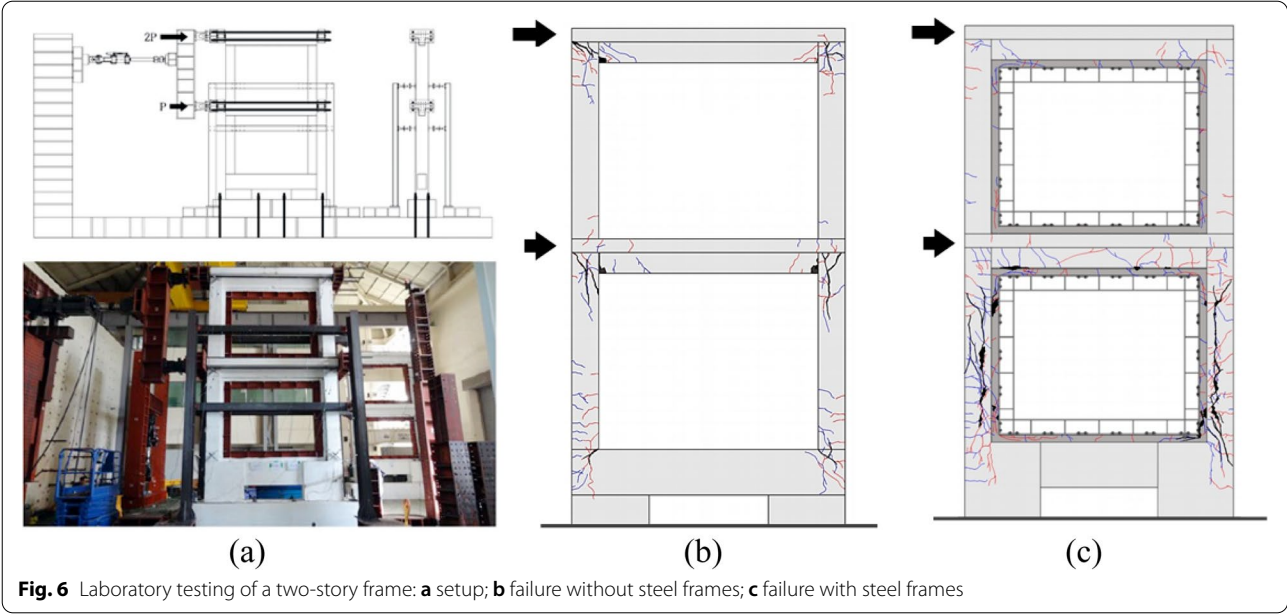 2P
P
(a)
(b)
(c)
Fig. 6 Laboratory testing of a two-story frame: a setup; b failure without steel frames; c failure with steel frames